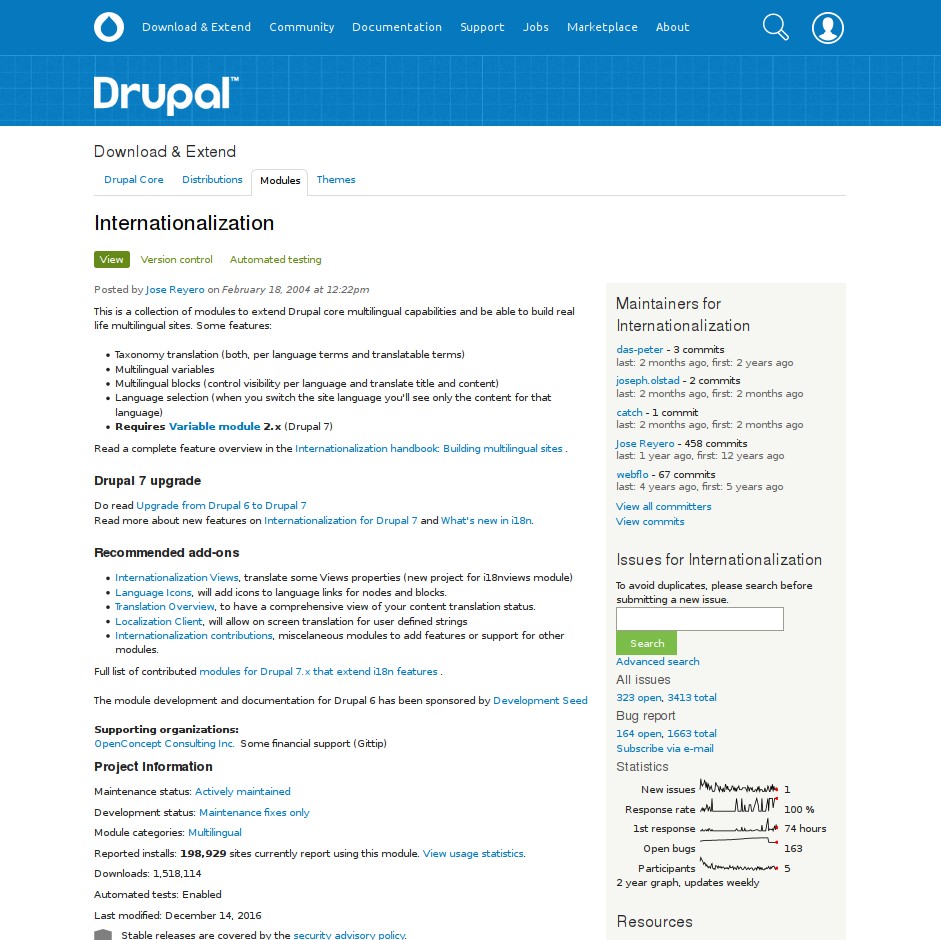 Download & Extend Community Documentation Support Jobs Marketplace About
Drupal™
Download & Extend
Drupal Core Distributions Modules Themes
Internationalization
View Version control Automated testing
Posted by Jose Reyero on February 18, 2004 at 12:22pm
This is a collection of modules to extend Drupal core multilingual capabilities and be able to build real
life multilingual sites. Some features:
• Taxonomy translation (both, per language terms and translatable terms)
• Multilingual variables
• Multilingual blocks (control visibility per language and translate title and content)
• Language selection (when you switch the site language you'll see only the content for that
language)
• Requires Variable module 2.x (Drupal 7)
Read a complete feature overview in the Internationalization handbook: Building multilingual sites .
Drupal 7 upgrade
Do read Upgrade from Drupal 6 to Drupal 7
Read more about new features on Internationalization for Drupal 7 and What's new in i18n.
Recommended add-ons
• Internationalization Views, translate some Views properties (new project for i18nviews module)
• Language Icons, will add icons to language links for nodes and blocks.
• Translation Overview, to have a comprehensive view of your content translation status.
• Localization Client, will allow on screen translation for user defined strings
• Internationalization contributions, miscelaneous modules to add features or support for other
modules.
Full list of contributed modules for Drupal 7.x that extend i18n features .
The module development and documentation for Drupal 6 has been sponsored by Development Seed
Supporting organizations:
OpenConcept Consulting Inc. Some financial support (Gittip)
Project Information
Maintenance status: Actively maintained
Development status: Maintenance fixes only
Module categories: Multilingual
Reported installs: 198,929 sites currently report using this module. View usage statistics.
Downloads: 1,518,114
Automated tests: Enabled
Last modified: December 14, 2016
Stable releases are covered by the security advisory policy.
Maintainers for
Internationalization
das-peter - 3 commits
last: 2 months ago, first: 2 years ago
joseph.olstad - 2 commits
last: 2 months ago, first: 2 months ago
catch - 1 commit
last: 2 months ago, first: 2 months ago
Jose Reyero - 458 commits
last: 1 year ago, first: 12 years ago
webflo - 67 commits
last: 4 years ago, first: 5 years ago
View all committers
View commits
Issues for Internationalization
To avoid duplicates, please search before
submitting a new issue.
Search
Advanced search
All issues
323 open, 3413 total
Bug report
164 open, 1663 total
Subscribe via e-mail
Statistics
New issues 1
Response rate 100 %
1st response 74 hours
Open bugs 163
Participants 5
2 year graph, updates weekly
Resources